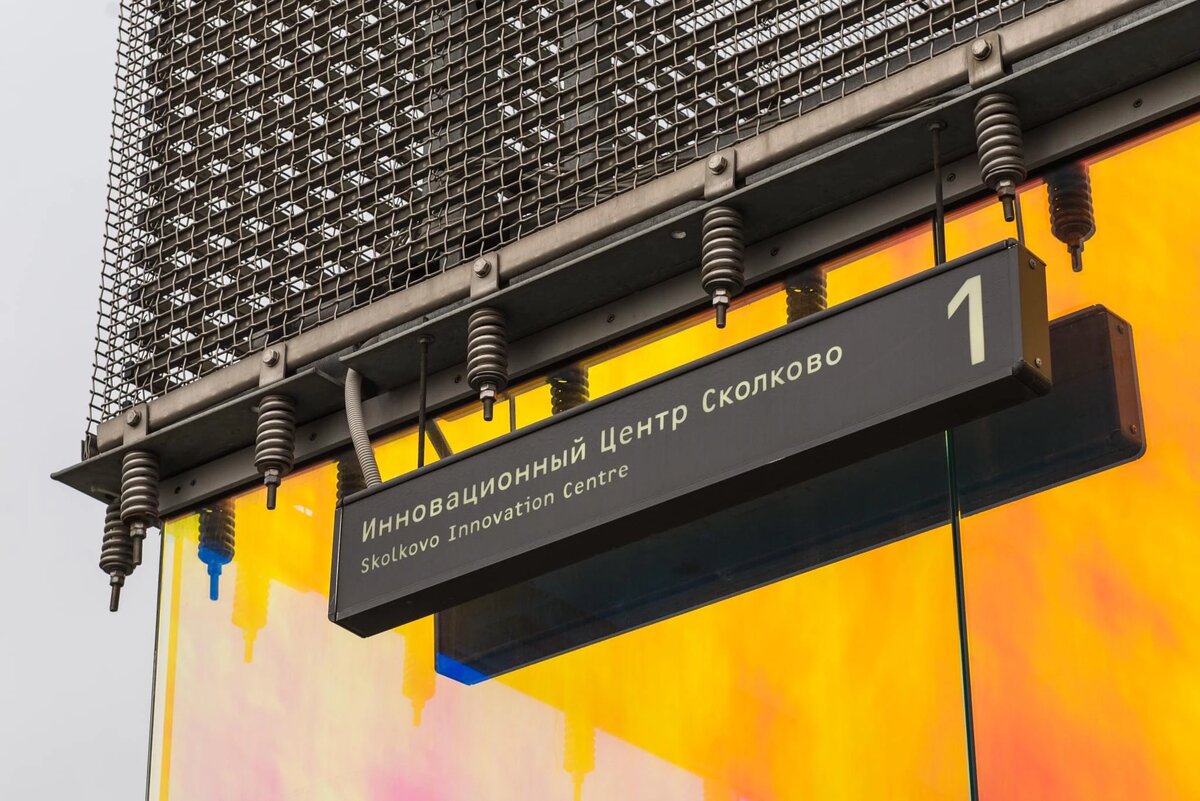 Инновационный Центр Сколково
Skolkovo Innovation Centre
1